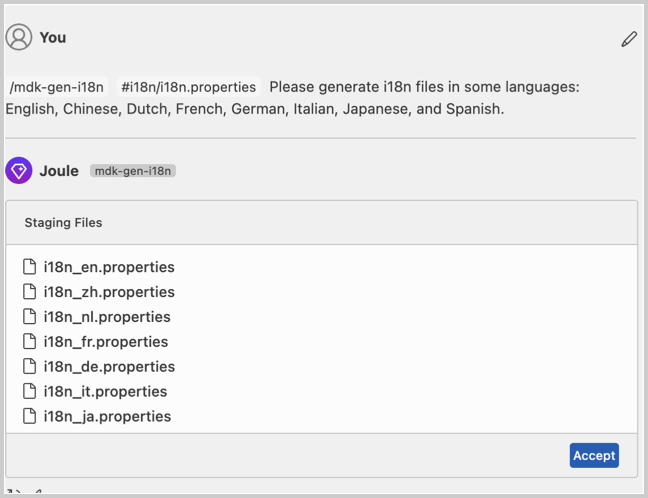 You
/mdk-gen-i18n #i18n/i18n.properties Please generate i18n files in some languages:
English, Chinese, Dutch, French, German, Italian, Japanese, and Spanish.
Joule mdk-gen-i18n
Staging Files
i18n_en.properties
i18n_zh.properties
i18n_nl.properties
i18n_fr.properties
i18n_de.properties
i18n_it.properties
i18n_ja.properties
Accept